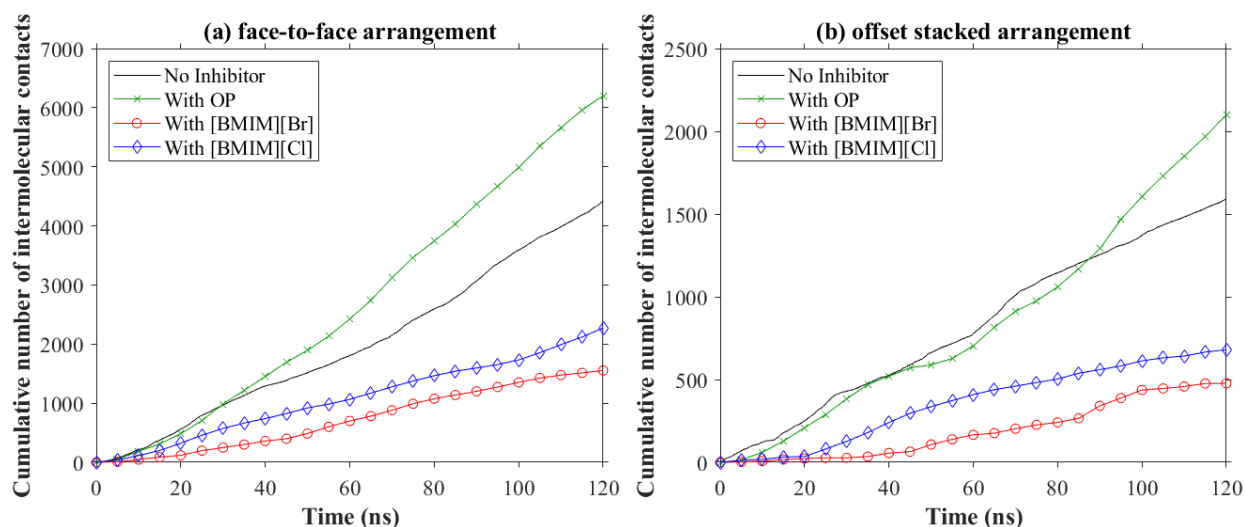 (a) face-to-face arrangement
Cumulative number of intermolecular contacts
7000
6000
5000
4000
3000
2000
1000
0
No Inhibitor
With OP
With [BMIM][Br]
With [BMIM][Cl]
0 20 40 60 80 100 120
Time (ns)
(b) offset stacked arrangement
Cumulative number of intermolecular contacts
2500
2000
1500
1000
500
0
No Inhibitor
With OP
With [BMIM][Br]
With [BMIM][Cl]
0 20 40 60 80 100 120
Time (ns)